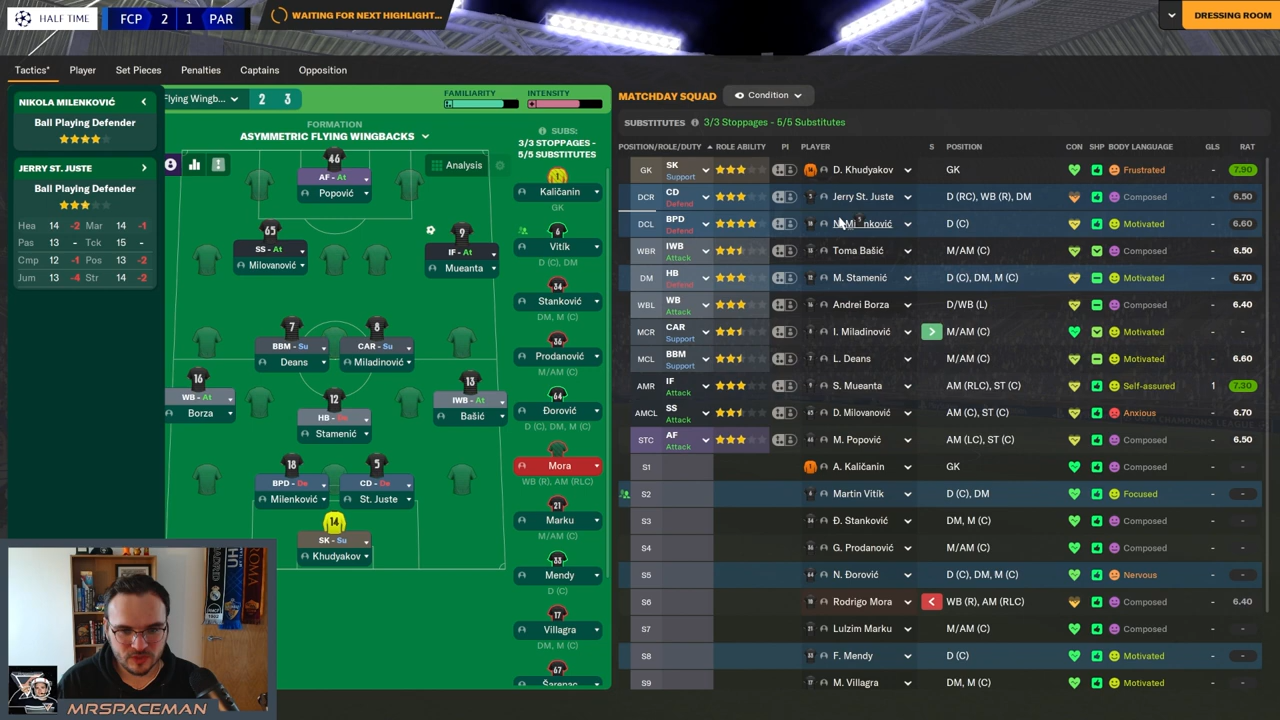 HALF TIME
FCP 2 1 PAR
WAITING FOR NEXT HIGHLIGHT...
DRESSING ROOM
Tactics* Player Set Pieces Penalties Captains Opposition
NIKOLA MILENKOVIĆ
Ball Playing Defender
JERRY ST. JUSTE
Ball Playing Defender
Hea 14 -2 Mar 14 -1
Pas 13 - Tck 15 -
Cmp 12 -1 Pos 13 -2
Jum 13 -4 Str 14 -2
Flying Wingb... 2 3
FAMILIARITY
INTENSITY
FORMATION
ASYMMETRIC FLYING WINGBACKS
Analysis
46
AF - At
Popović
65
SS - At
Milovanović
9
IF - At
Mueanta
7
BBM - Su
Deans
8
CAR - Su
Miladinović
16
WB - At
Borza
12
HB - De
Stamenić
13
IWB - At
Bašić
18
BPD - De
Milenković
5
CD - De
St. Juste
14
SK - Su
Khudyakov
SUBS:
3/3 STOPPAGES -
5/5 SUBSTITUTES
1
Kaličanin
GK
6
Vitík
D (C), DM
34
Stanković
DM, M (C)
36
Prodanović
M/AM (C)
64
Đorović
D (C), DM, M (C)
Mora
WB (R), AM (RLC)
21
Marku
M/AM (C)
33
Mendy
D (C)
17
Villagra
DM, M (C)
67
Šarenac
MATCHDAY SQUAD
Condition
SUBSTITUTES 3/3 Stoppages - 5/5 Substitutes
POSITION/ROLE/DUTY ROLE ABILITY PI PLAYER S POSITION CON SHP BODY LANGUAGE GLS RAT
GK SK Support D. Khudyakov GK Frustrated - 7.90
DCR CD Defend Jerry St. Juste D (RC), WB (R), DM Composed - 6.50
DCL BPD Defend D (C) Motivated - 6.60
WBR IWB Attack Toma Bašić M/AM (C) Composed - 6.50
DM HB Defend M. Stamenić D (C), DM, M (C) Motivated - 6.70
WBL WB Attack Andrei Borza D/WB (L) Composed - 6.40
MCR CAR Support I. Miladinović M/AM (C) Motivated - -
MCL BBM Support L. Deans M/AM (C) Motivated - 6.60
AMR IF Attack S. Mueanta AM (RLC), ST (C) Self-assured 1 7.30
AMCL SS Attack D. Milovanović AM (C), ST (C) Anxious - 6.70
STC AF Attack M. Popović AM (LC), ST (C) Composed - 6.50
S1 A. Kaličanin GK Composed - -
S2 Martin Vitík D (C), DM Focused - -
S3 Đ. Stanković DM, M (C) Composed - -
S4 G. Prodanović M/AM (C) Composed - -
S5 N. Đorović D (C), DM, M (C) Nervous - -
S6 Rodrigo Mora WB (R), AM (RLC) Composed - 6.40
S7 Lulzim Marku M/AM (C) Composed - -
S8 F. Mendy D (C) Motivated - -
S9 M. Villagra DM, M (C) Motivated - -
ROMA
MRSPACEMAN